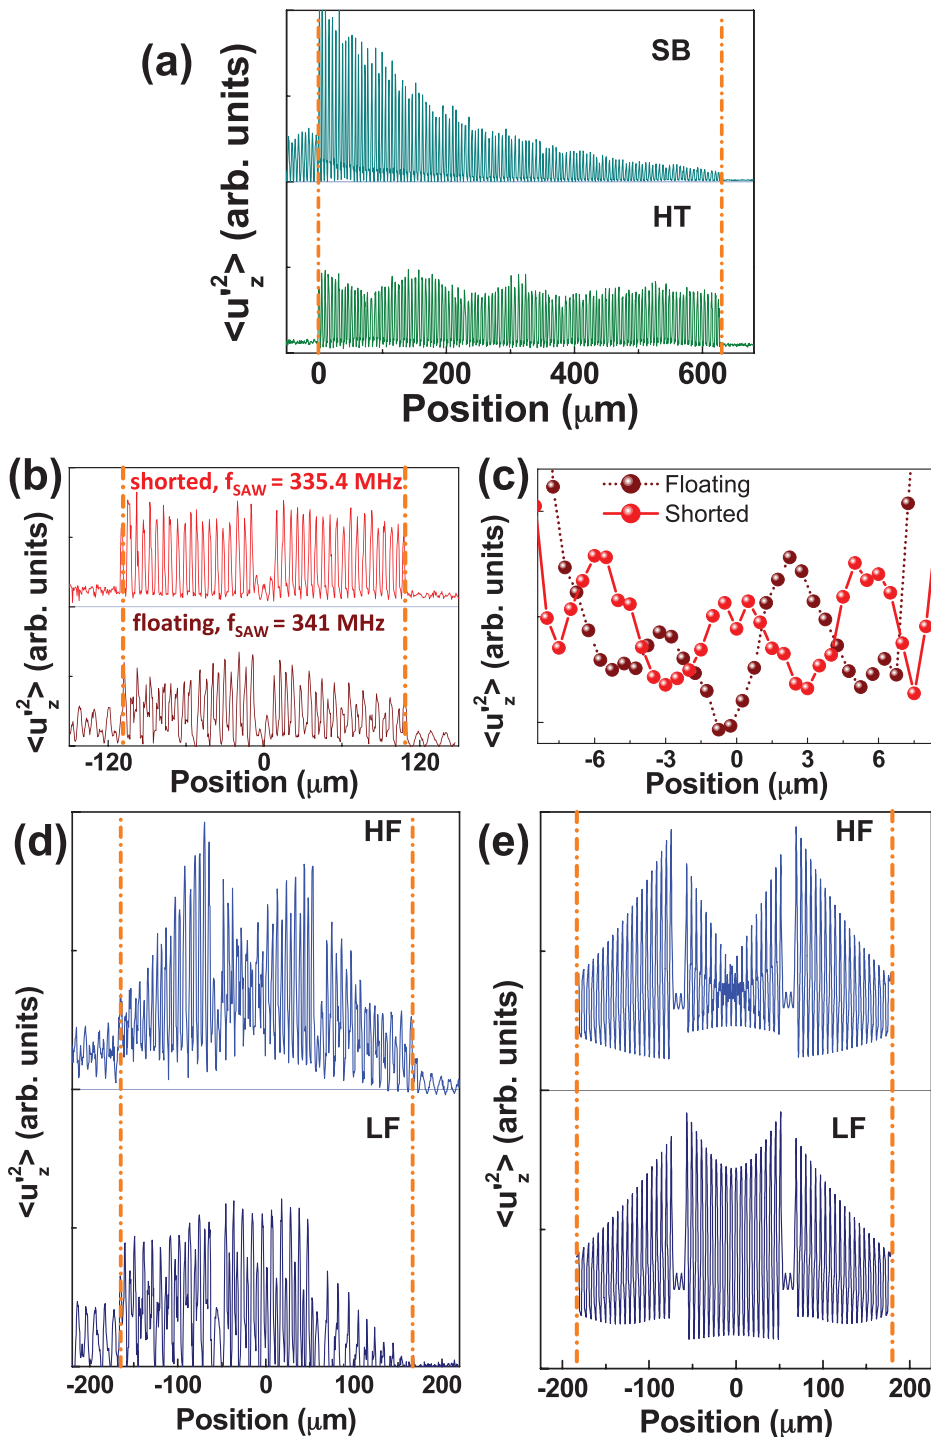 (a)
SB
HT
<u'²z> (arb. units)
0 200 400 600
Position (μm)
(b)
shorted, fSAW = 335.4 MHz
floating, fSAW = 341 MHz
<u'²z> (arb. units)
-120 0 120
Position (μm)
(c)
Floating
Shorted
<u'²z> (arb. units)
-6 -3 0 3 6
Position (μm)
(d)
HF
LF
<u'²z> (arb. units)
-200 -100 0 100 200
Position (μm)
(e)
HF
LF
<u'²z> (arb. units)
-200 -100 0 100 200
Position (μm)